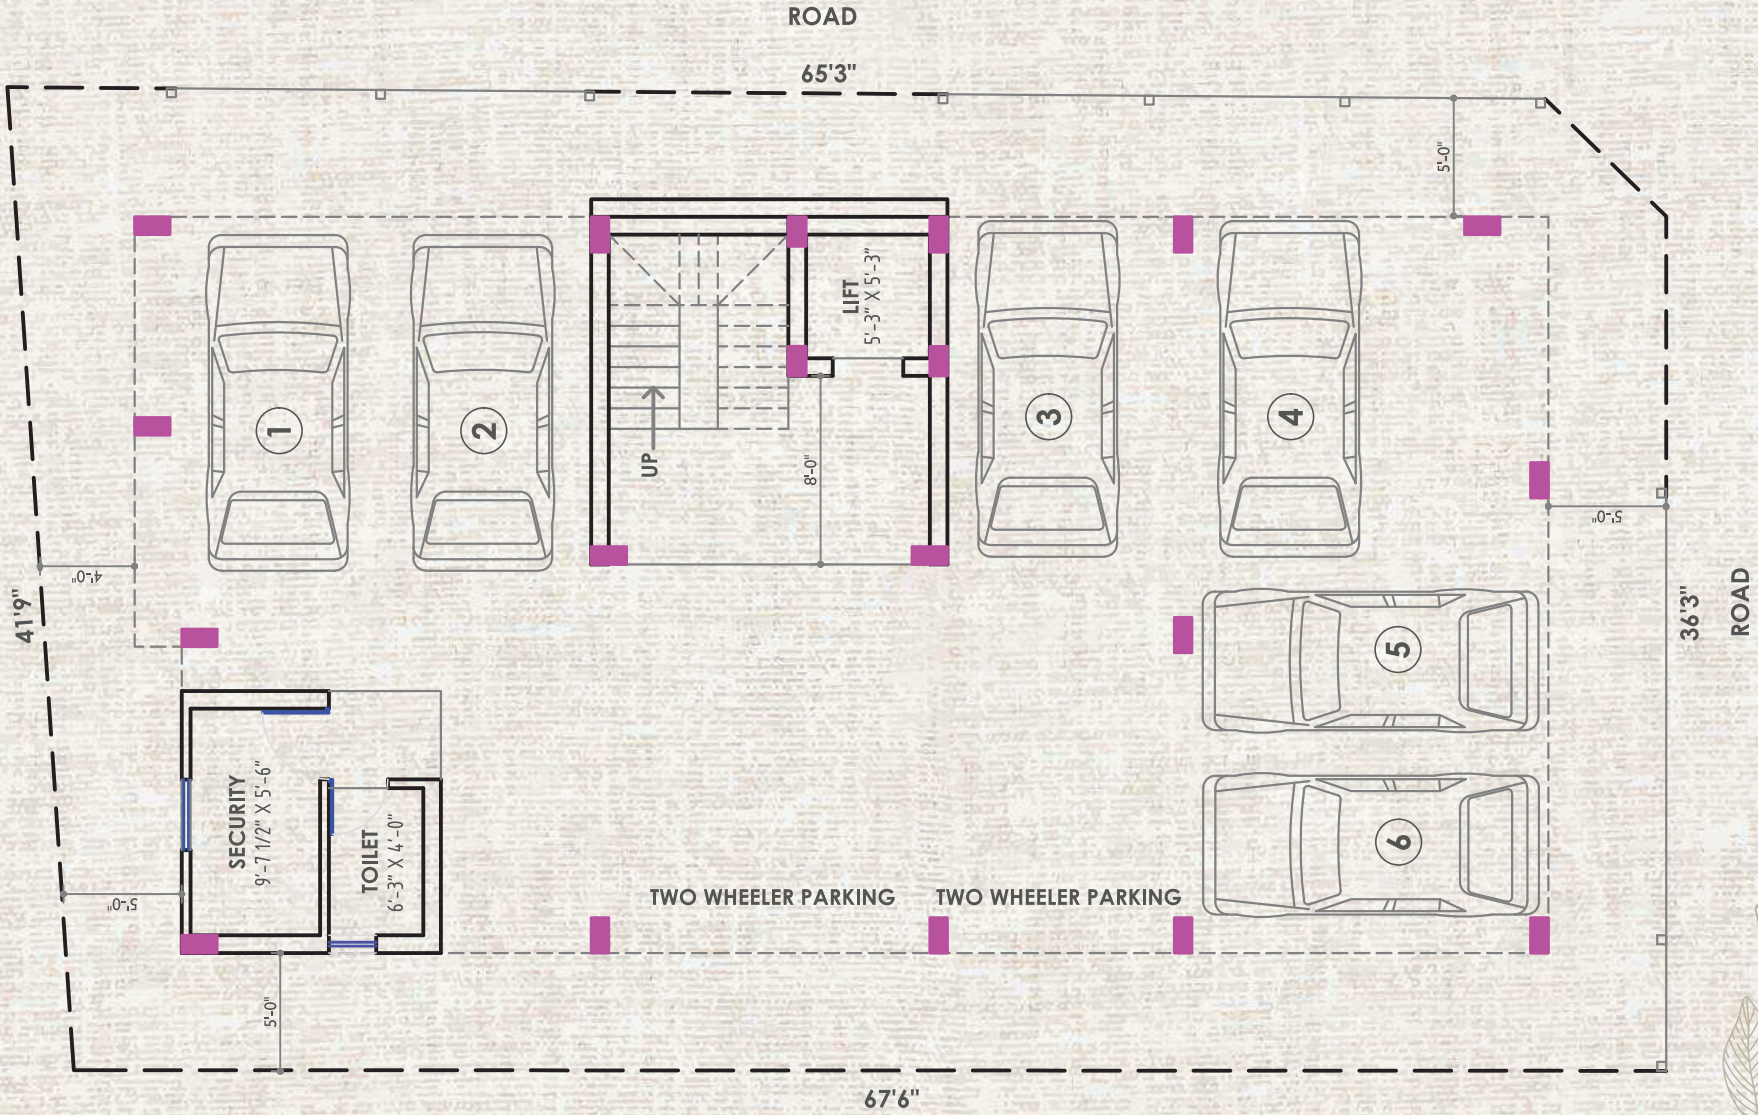 ROAD
65'3"
5'-0"
LIFT
5'-3" X 5'-3"
1
2
3
4
UP
8'-0"
5'-0"
4'-0"
41'9"
36'3"
ROAD
5
SECURITY
9'-7 1/2" X 5'-6"
TOILET
6'-3" X 4'-0"
6
5'-0"
TWO WHEELER PARKING
TWO WHEELER PARKING
5'-0"
67'6"